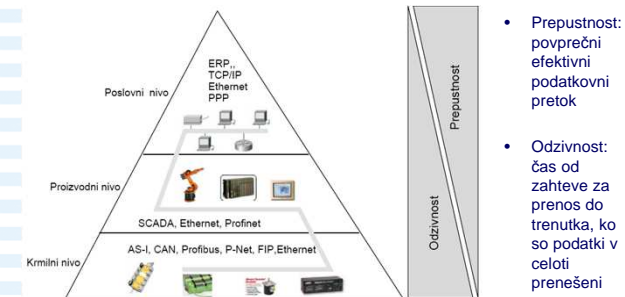 Poslovni nivo
ERP,,
TCP/IP
Ethernet
PPP
Proizvodni nivo
SCADA, Ethernet, Profinet
Krmilni nivo
AS-I, CAN, Profibus, P-Net, FIP,Ethernet
Odzivnost
Prepustnost
• Prepustnost:
povprečni
efektivni
podatkovni
pretok
• Odzivnost:
čas od
zahteve za
prenos do
trenutka, ko
so podatki v
celoti
prenešeni